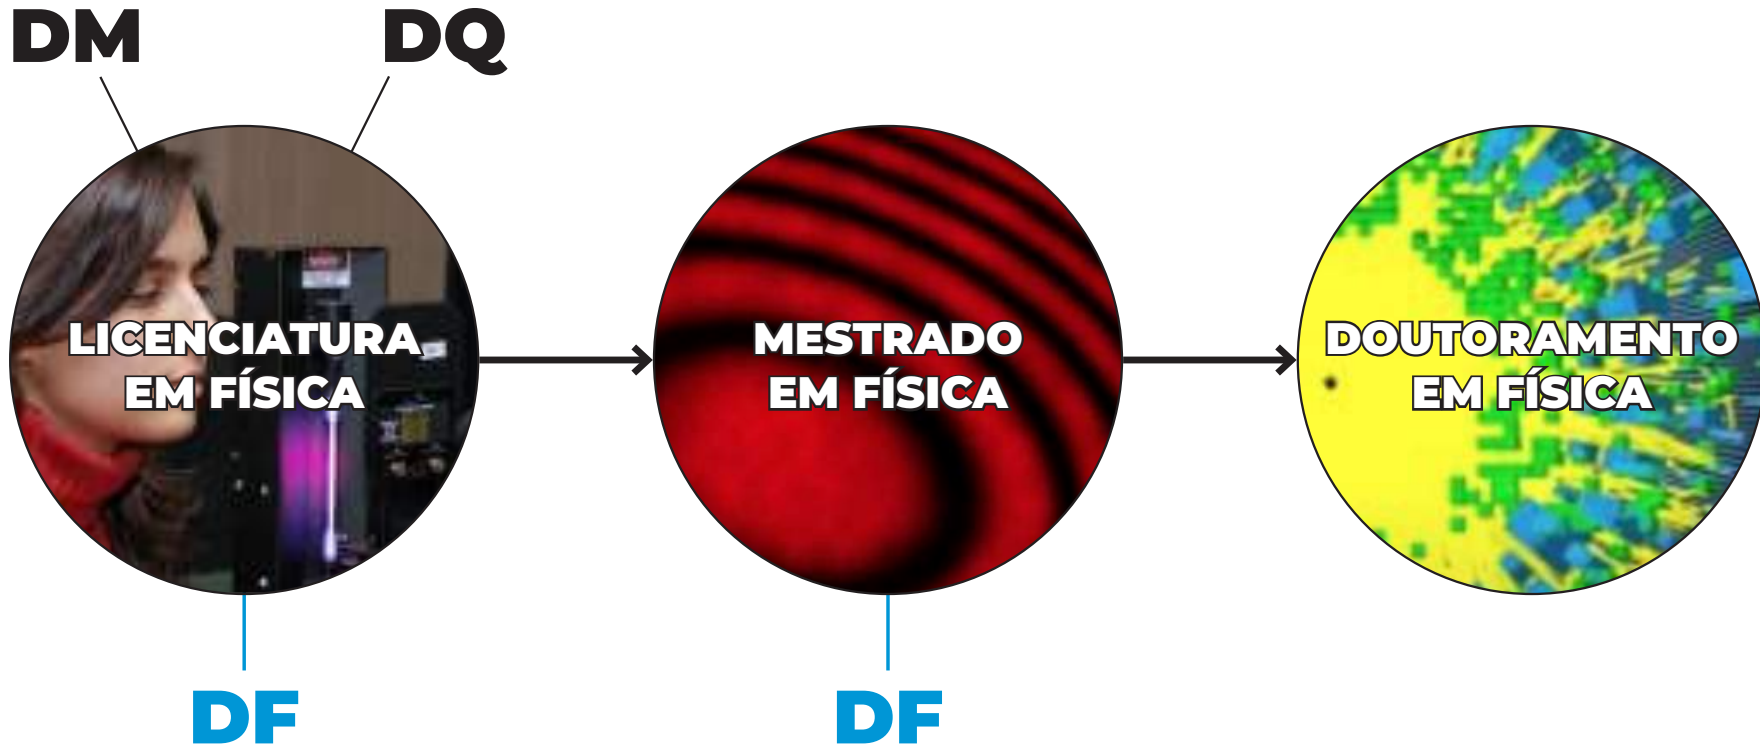 DM
DQ
LICENCIATURA
EM FÍSICA
MESTRADO
EM FÍSICA
DOUTORAMENTO
EM FÍSICA
DF
DF